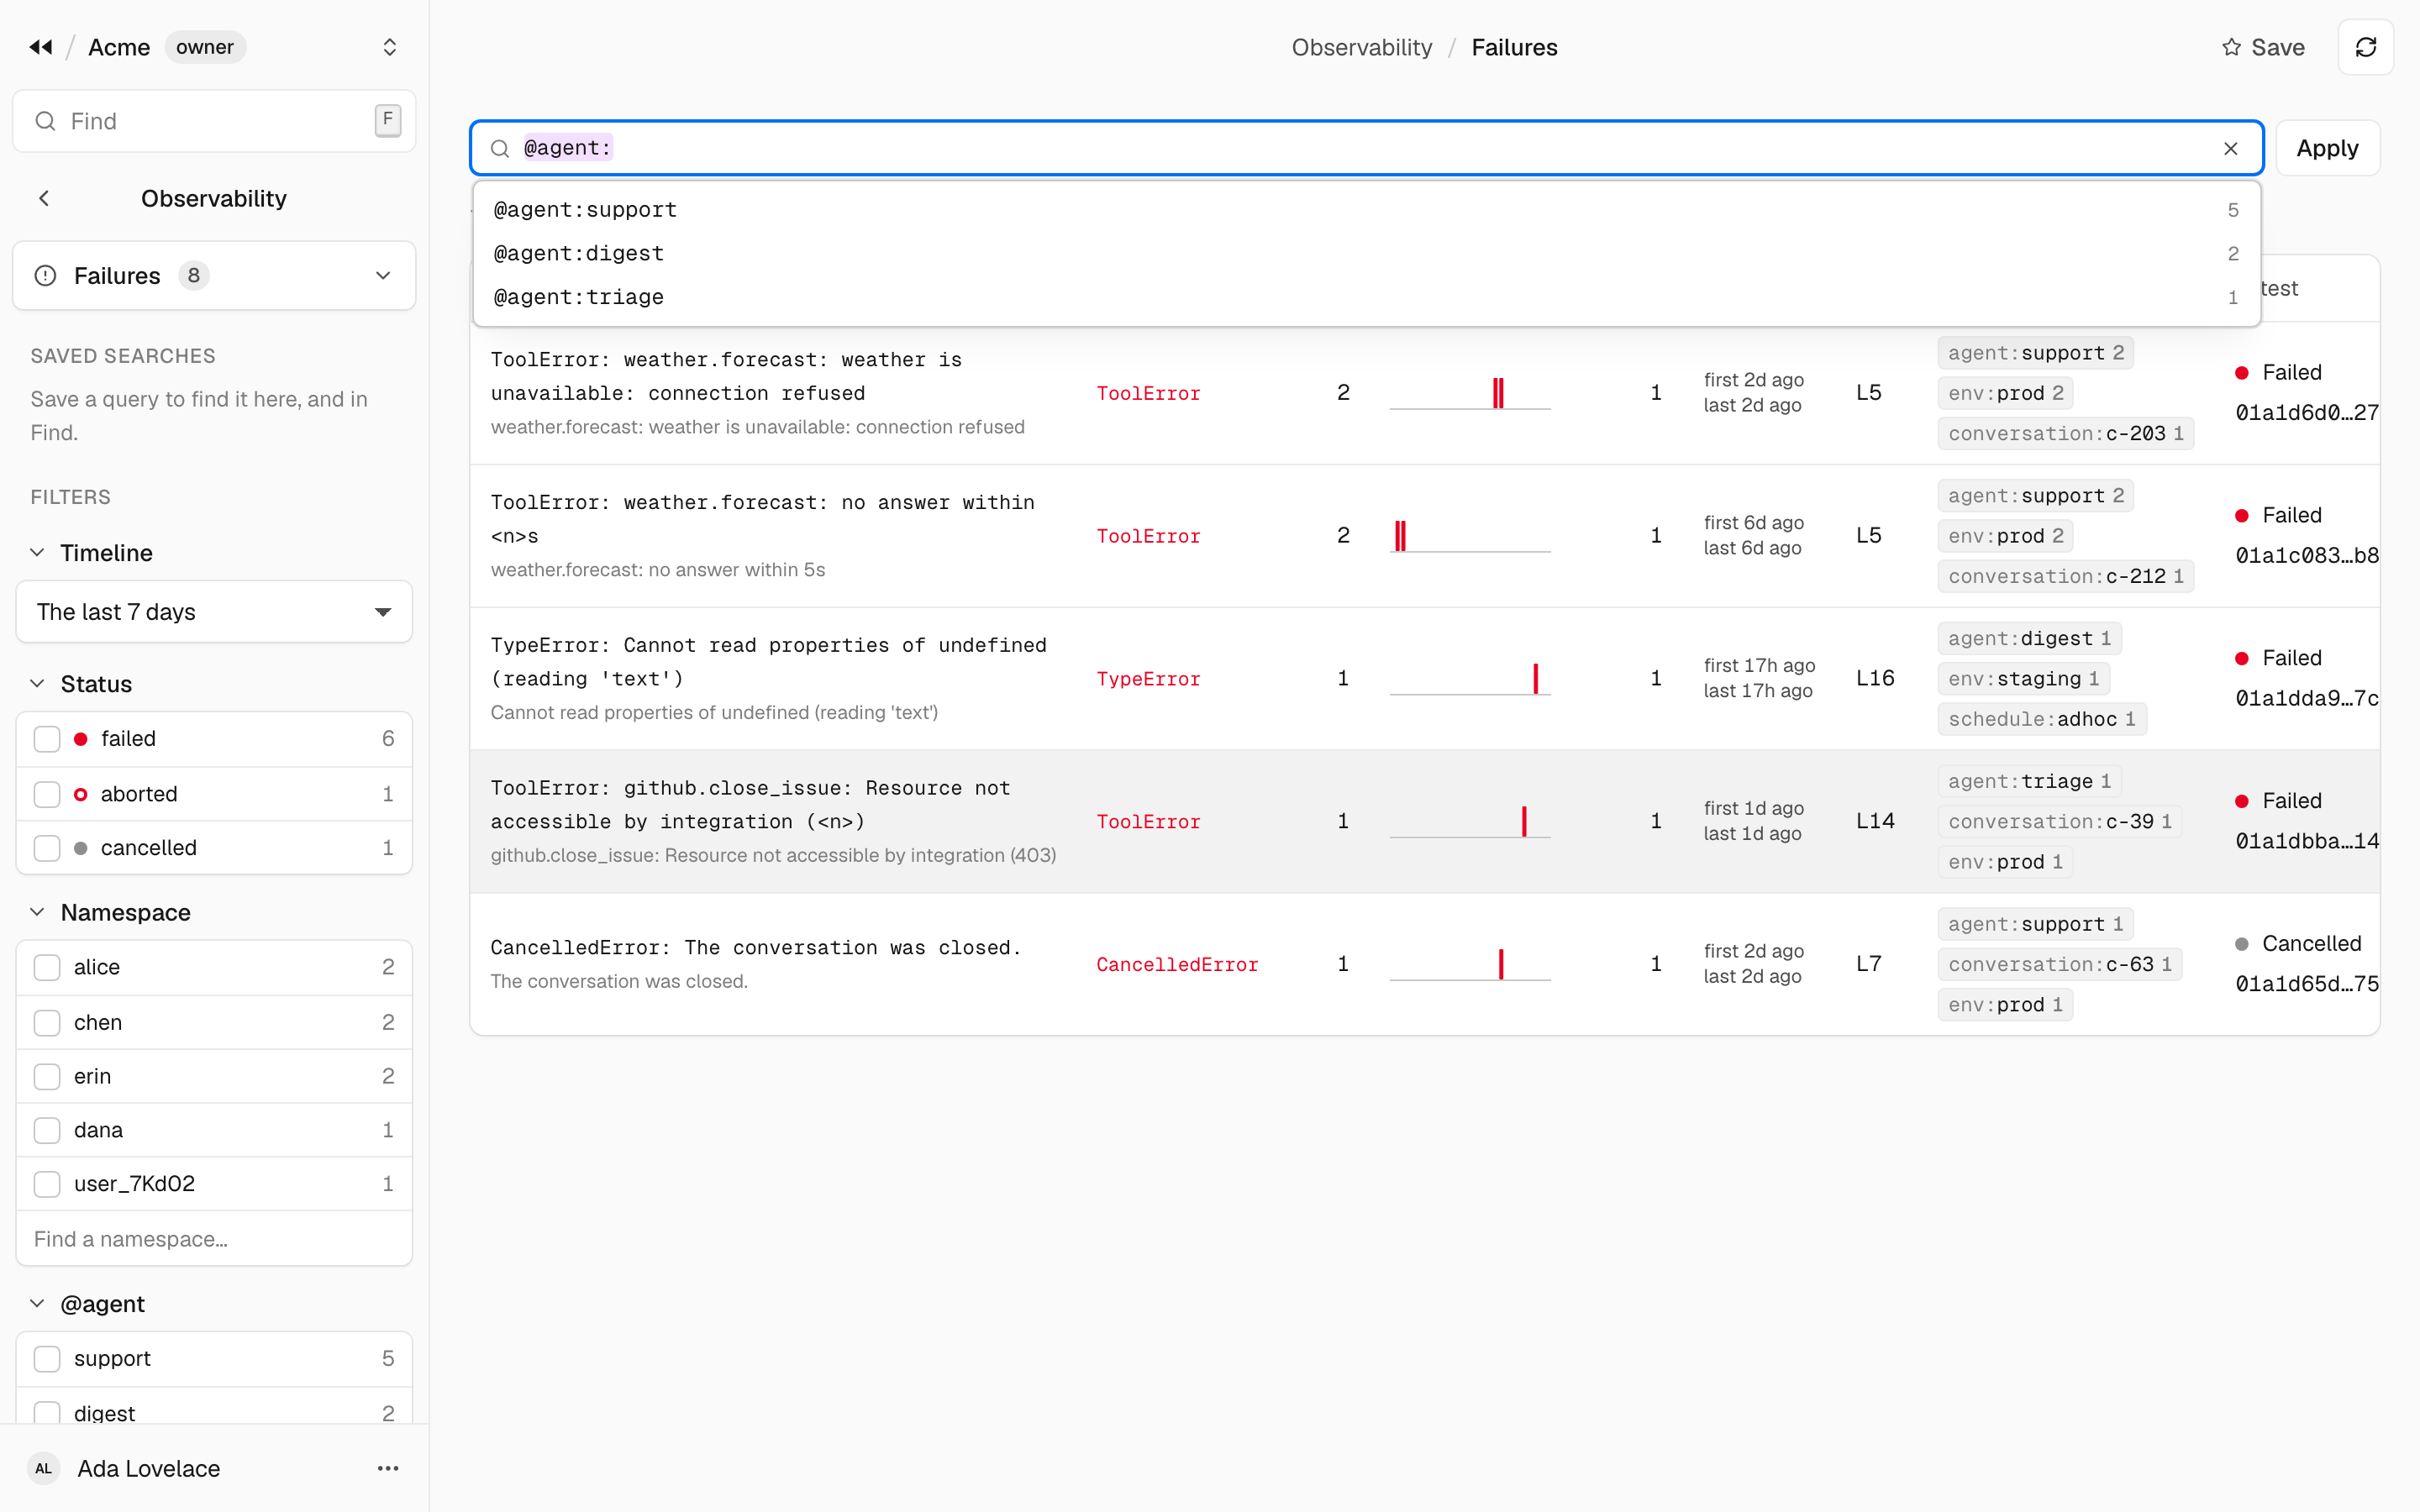 Acme owner
Find F
Observability
Failures 8
SAVED SEARCHES
Save a query to find it here, and in
Find.
FILTERS
Timeline
The last 7 days
Status
failed 6
aborted 1
cancelled 1
Namespace
alice 2
chen 2
erin 2
dana 1
user_7KdO2 1
Find a namespace…
@agent
support 5
digest 2
AL Ada Lovelace
Observability / Failures
Save
@agent:
Apply
@agent:support 5
@agent:digest 2
@agent:triage 1
test
ToolError: weather.forecast: weather is
unavailable: connection refused
weather.forecast: weather is unavailable: connection refused
ToolError
2
1
first 2d ago
last 2d ago
L5
agent:support 2
env:prod 2
conversation:c-203 1
Failed
01a1d6d0…27
ToolError: weather.forecast: no answer within
<n>s
weather.forecast: no answer within 5s
ToolError
2
1
first 6d ago
last 6d ago
L5
agent:support 2
env:prod 2
conversation:c-212 1
Failed
01a1c083…b8
TypeError: Cannot read properties of undefined
(reading 'text')
Cannot read properties of undefined (reading 'text')
TypeError
1
1
first 17h ago
last 17h ago
L16
agent:digest 1
env:staging 1
schedule:adhoc 1
Failed
01a1dda9…7c
ToolError: github.close_issue: Resource not
accessible by integration (<n>)
github.close_issue: Resource not accessible by integration (403)
ToolError
1
1
first 1d ago
last 1d ago
L14
agent:triage 1
conversation:c-39 1
env:prod 1
Failed
01a1dbba…14
CancelledError: The conversation was closed.
The conversation was closed.
CancelledError
1
1
first 2d ago
last 2d ago
L7
agent:support 1
conversation:c-63 1
env:prod 1
Cancelled
01a1d65d…75